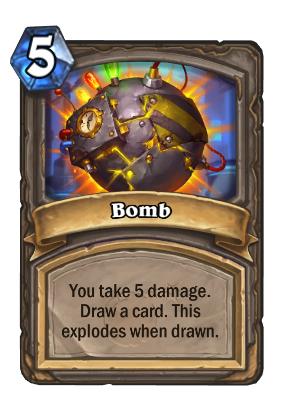 5
Bomb
You take 5 damage.
Draw a card. This
explodes when drawn.